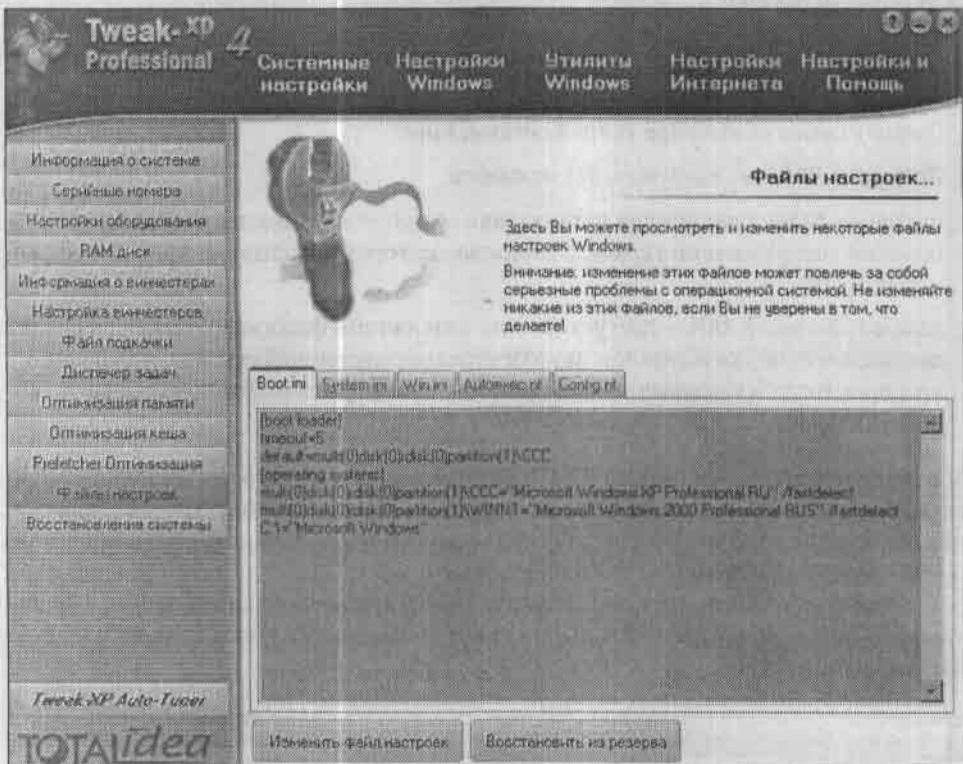 Tweak-XP
Professional 4
Системные настройки
Настройки Windows
Утилиты Windows
Настройки Интернета
Настройки и Помощь
Информация о системе
Серийные номера
Настройки оборудования
RAM диск
Информация о винчестерах
Настройка винчестеров
Файл подкачки
Диспечер задач
Оптимизация памяти
Оптимизация кеша
Prefetcher Оптимизация
Файлы настроек
Восстановление системы
Tweak-XP Auto-Tuner
TOTALidea
Файлы настроек...
Здесь Вы можете просмотреть и изменить некоторые файлы
настроек Windows.
Внимание: изменение этих файлов может повлечь за собой
серьезные проблемы с операционной системой. Не изменяйте
никакие из этих файлов, если Вы не уверены в том, что
делаете!
Boot.ini System.ini Win.ini Autoexec.nt Config.nt
[boot loader]
timeout=5
default=multi(0)disk(0)rdisk(0)partition(1)\CCC
[operating systems]
multi(0)disk(0)rdisk(0)partition(1)\CCC="Microsoft Windows XP Professional RU" /fastdetect
multi(0)disk(0)rdisk(0)partition(1)\WINNT="Microsoft Windows 2000 Professional RUS" /fastdetect
C:\="Microsoft Windows"
Изменить файл настроек
Восстановить из резерва